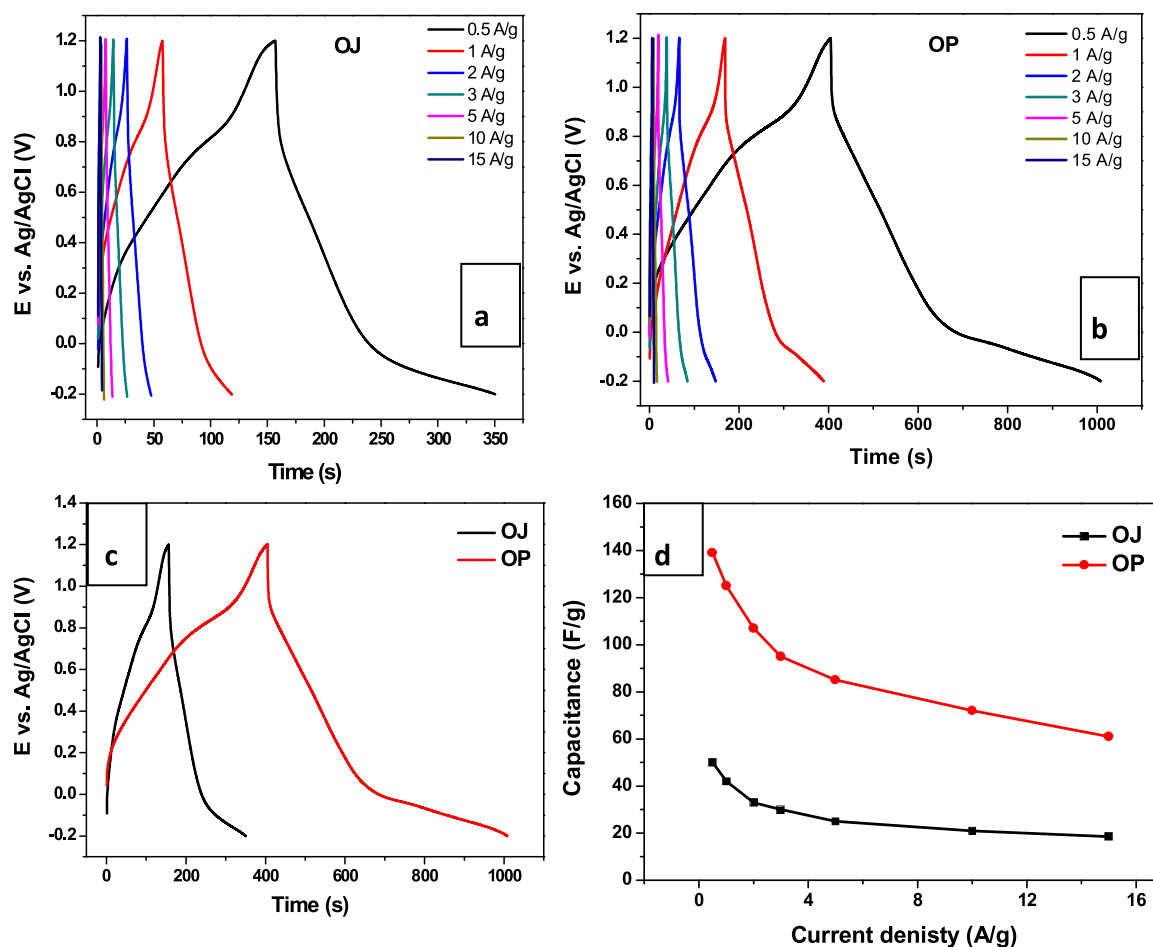 OJ
0.5 A/g
1 A/g
2 A/g
3 A/g
5 A/g
10 A/g
15 A/g
1.2
1.0
0.8
0.6
0.4
0.2
0.0
-0.2
E vs. Ag/AgCl (V)
a
0 50 100 150 200 250 300 350
Time (s)
OP
0.5 A/g
1 A/g
2 A/g
3 A/g
5 A/g
10 A/g
15 A/g
1.2
1.0
0.8
0.6
0.4
0.2
0.0
-0.2
E vs. Ag/AgCl (V)
b
0 200 400 600 800 1000
Time (s)
c
OJ
OP
1.4
1.2
1.0
0.8
0.6
0.4
0.2
0.0
-0.2
E vs. Ag/AgCl (V)
0 200 400 600 800 1000
Time (s)
d
OJ
OP
160
140
120
100
80
60
40
20
0
Capacitance (F/g)
0 4 8 12 16
Current denisty (A/g)